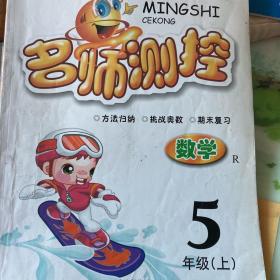 MINGSHI
CEKONG
名师测控
方法归纳 挑战奥数 期末复习
数学 R
5
年级(上)